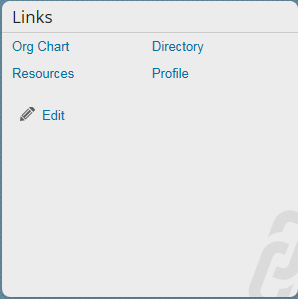 Links
Org Chart Directory
Resources Profile
Edit